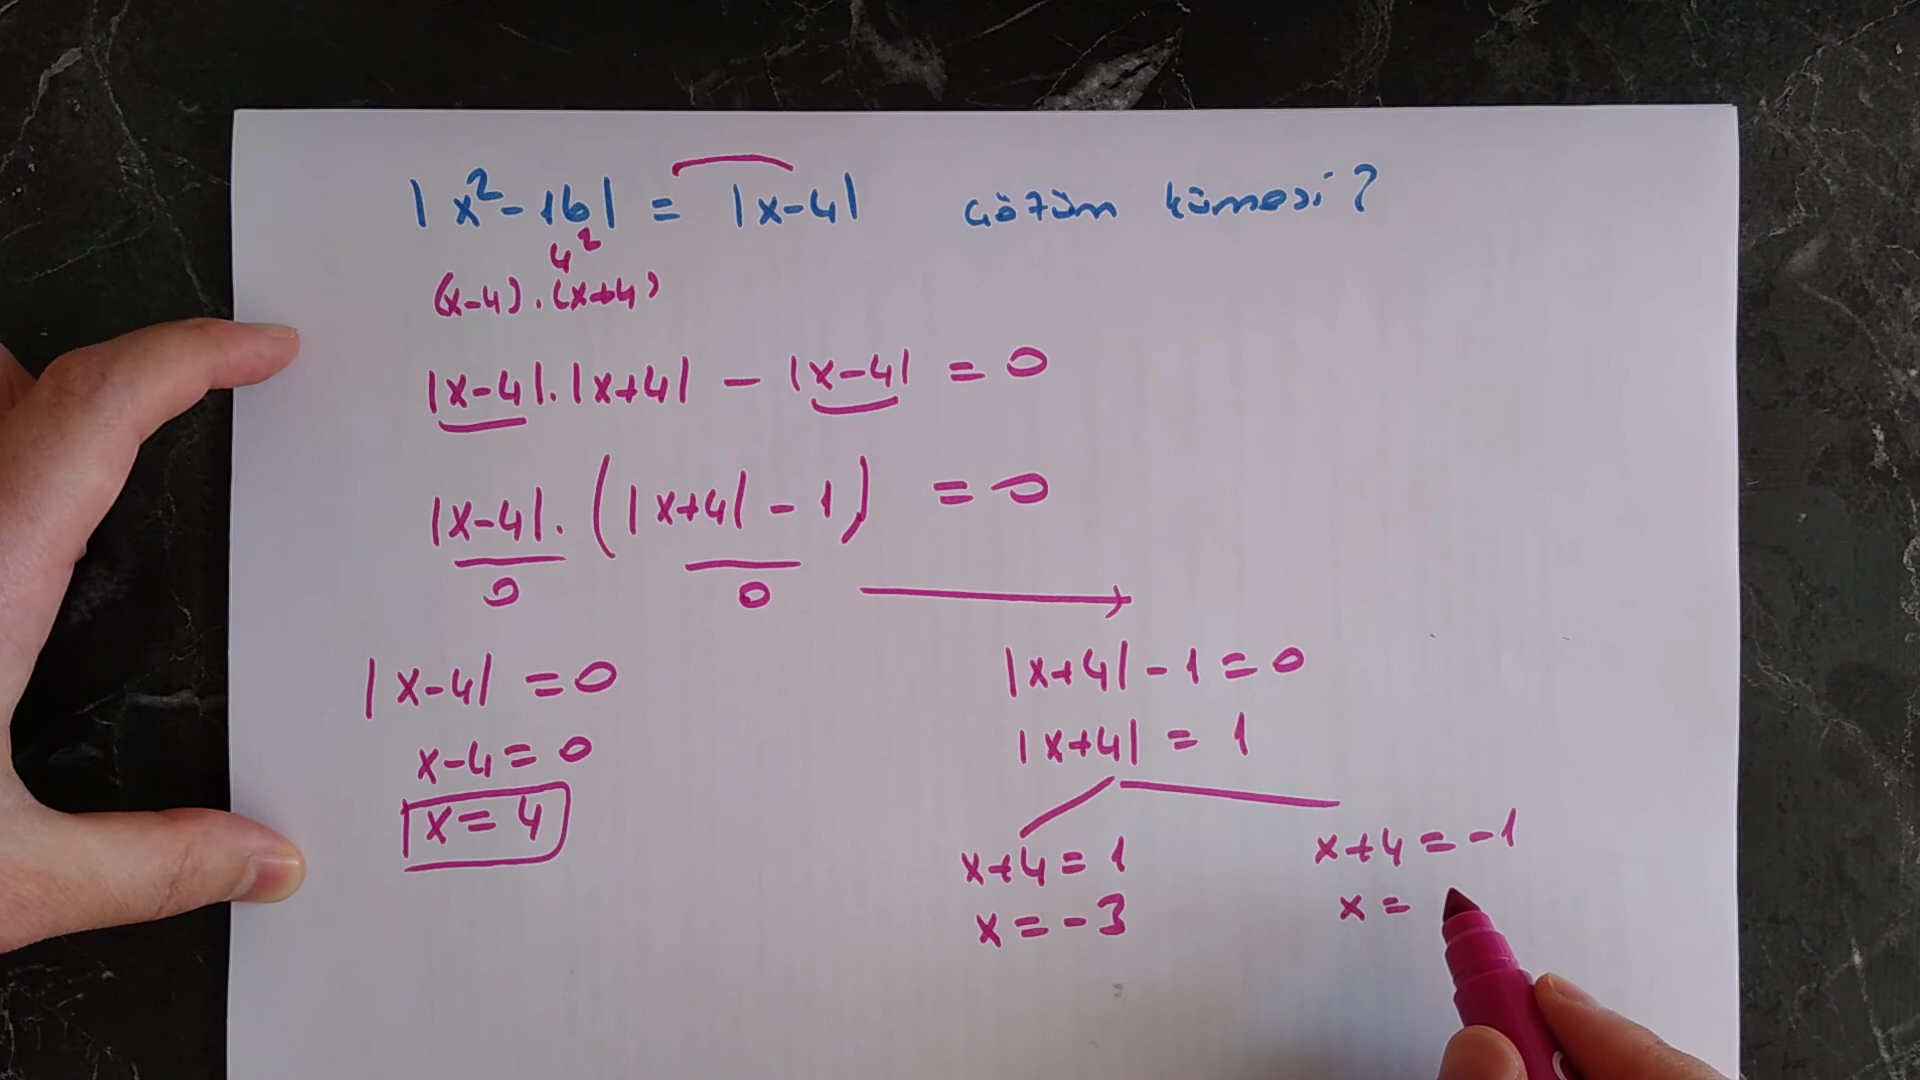 |x²-16| = |x-4| çözüm kümesi?
4²
(x-4).(x+4)
|x-4|.|x+4| - |x-4| = 0
|x-4|.(|x+4| - 1) = 0
0 0
|x-4| = 0
x-4 = 0
x = 4
|x+4| - 1 = 0
|x+4| = 1
x+4 = 1
x = -3
x+4 = -1
x =